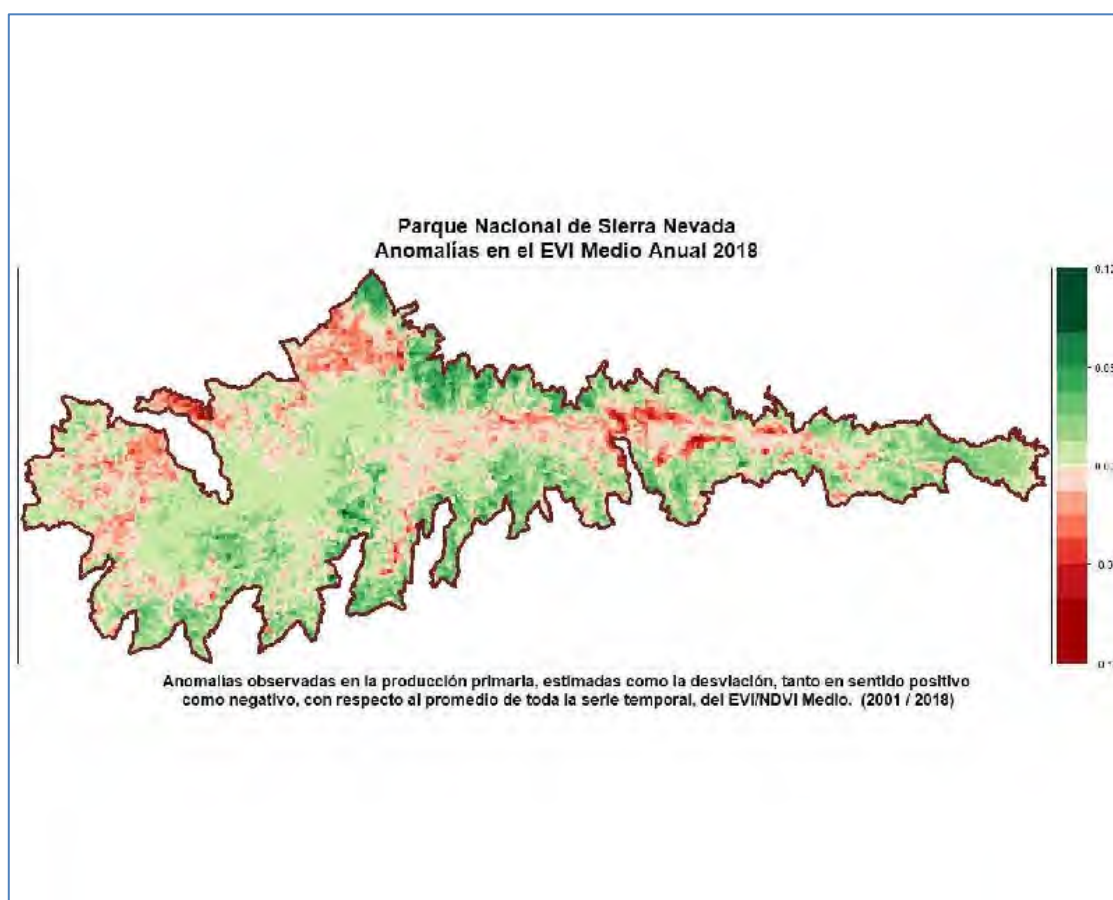 Parque Nacional de Sierra Nevada
Anomalías en el EVI Medio Anual 2018
Anomalías observadas en la producción primaria, estimadas como la desviación, tanto en sentido positivo
como negativo, con respecto al promedio de toda la serie temporal, del EVI/NDVI Medio. (2001 / 2018)